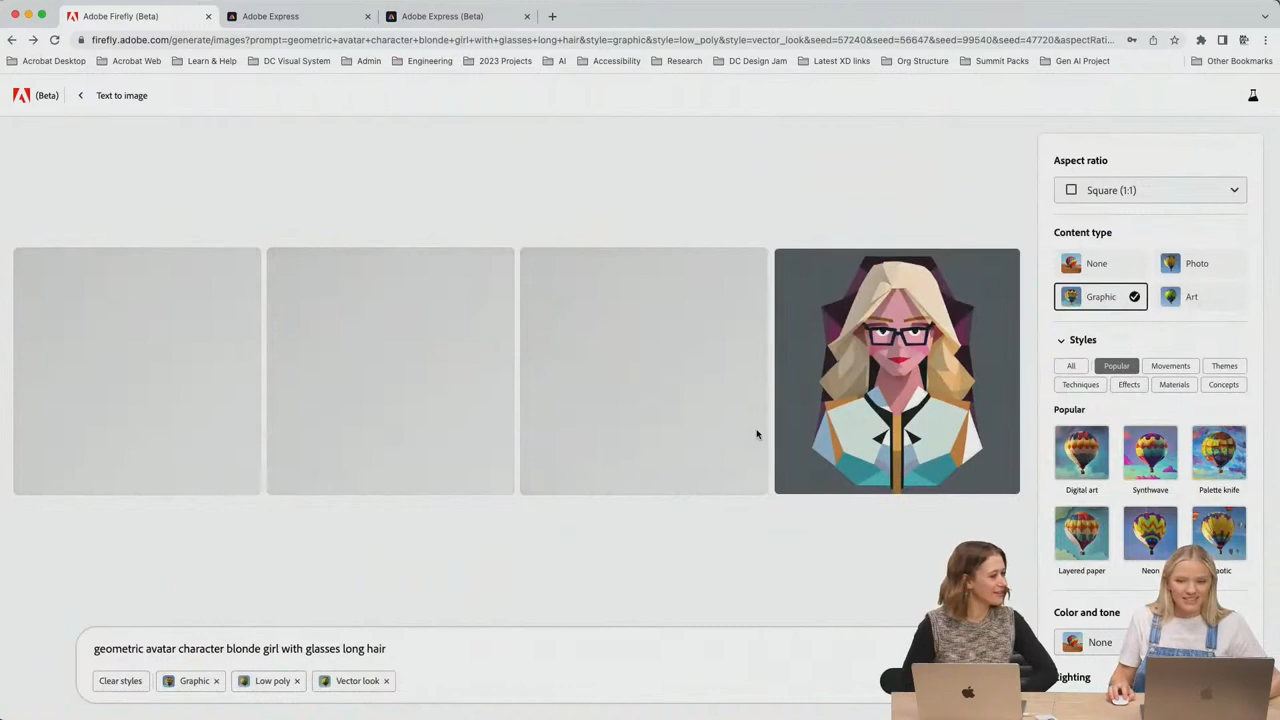 Adobe Firefly (Beta)
Adobe Express
Adobe Express (Beta)
firefly.adobe.com/generate/images?prompt=geometric+avatar+character+blonde+girl+with+glasses+long+hair&style=graphic&style=low_poly&style=vector_look&seed=57240&seed=56647&seed=99540&seed=47720&aspectRati...
Acrobat Desktop
Acrobat Web
Learn & Help
DC Visual System
Admin
Engineering
2023 Projects
AI
Accessibility
Research
DC Design Jam
Latest XD links
Org Structure
Summit Packs
Gen AI Project
Other Bookmarks
(Beta)
Text to image
Aspect ratio
Square (1:1)
Content type
None
Photo
Graphic
Art
Styles
All
Popular
Movements
Themes
Techniques
Effects
Materials
Concepts
Popular
Digital art
Synthwave
Palette knife
Layered paper
Neon
aotic
Color and tone
None
ighting
geometric avatar character blonde girl with glasses long hair
Clear styles
Graphic
Low poly
Vector look